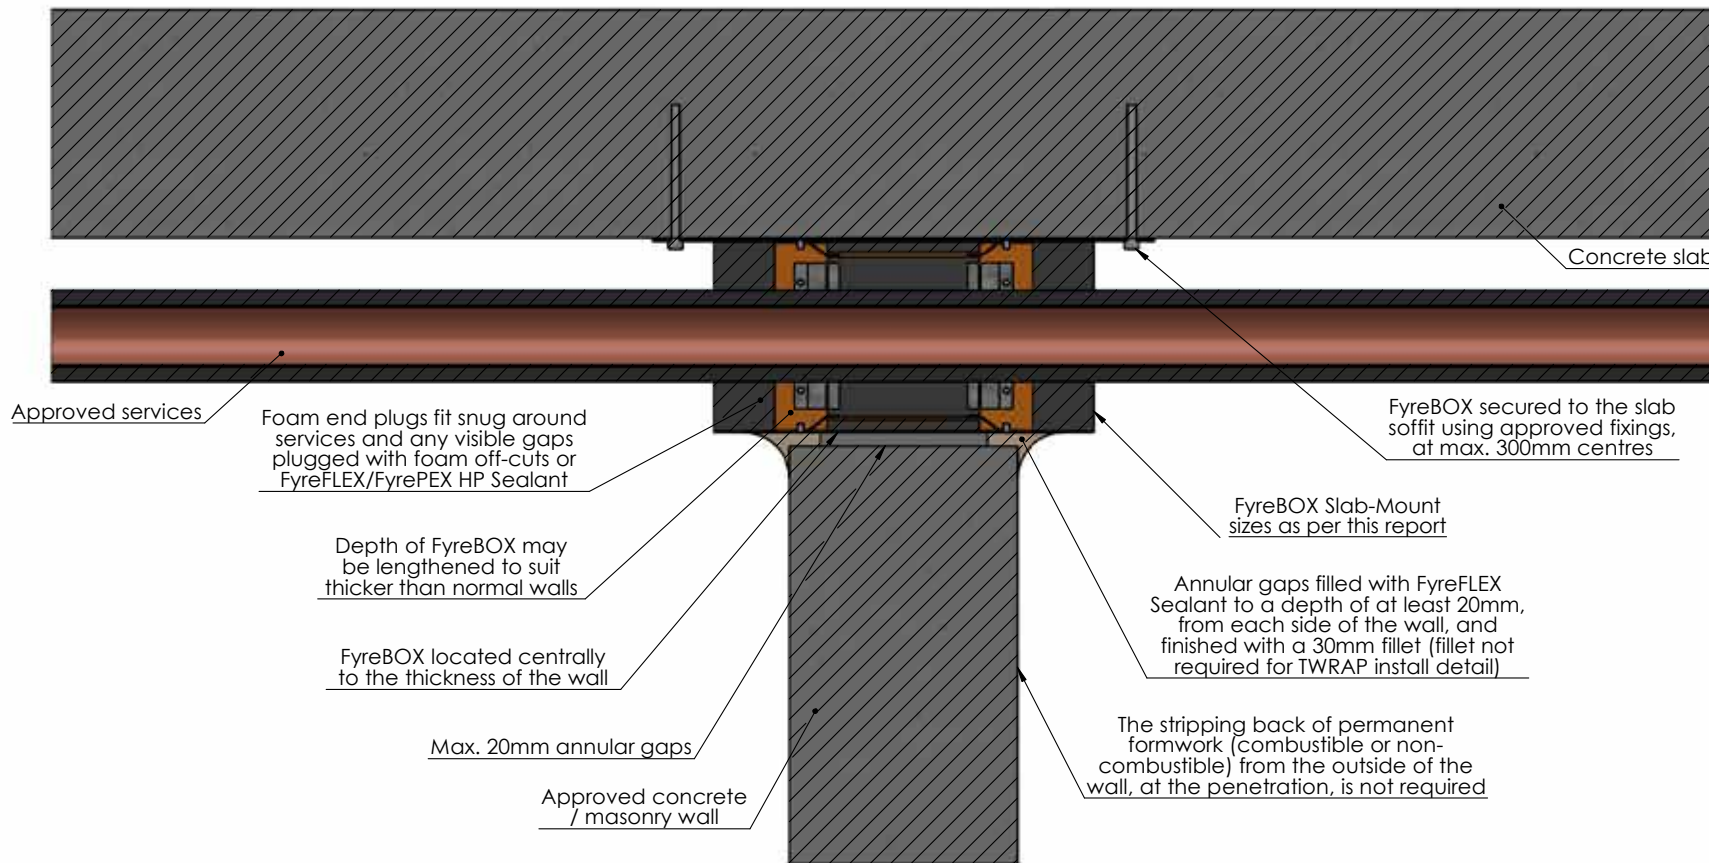 Concrete slab
Approved services
Foam end plugs fit snug around
services and any visible gaps
plugged with foam off-cuts or
FyreFLEX/FyrePEX HP Sealant
Depth of FyreBOX may
be lengthened to suit
thicker than normal walls
FyreBOX located centrally
to the thickness of the wall
Max. 20mm annular gaps
Approved concrete
/ masonry wall
FyreBOX secured to the slab
soffit using approved fixings,
at max. 300mm centres
FyreBOX Slab-Mount
sizes as per this report
Annular gaps filled with FyreFLEX
Sealant to a depth of at least 20mm,
from each side of the wall, and
finished with a 30mm fillet (fillet not
required for TWRAP install detail)
The stripping back of permanent
formwork (combustible or non-
combustible) from the outside of the
wall, at the penetration, is not required